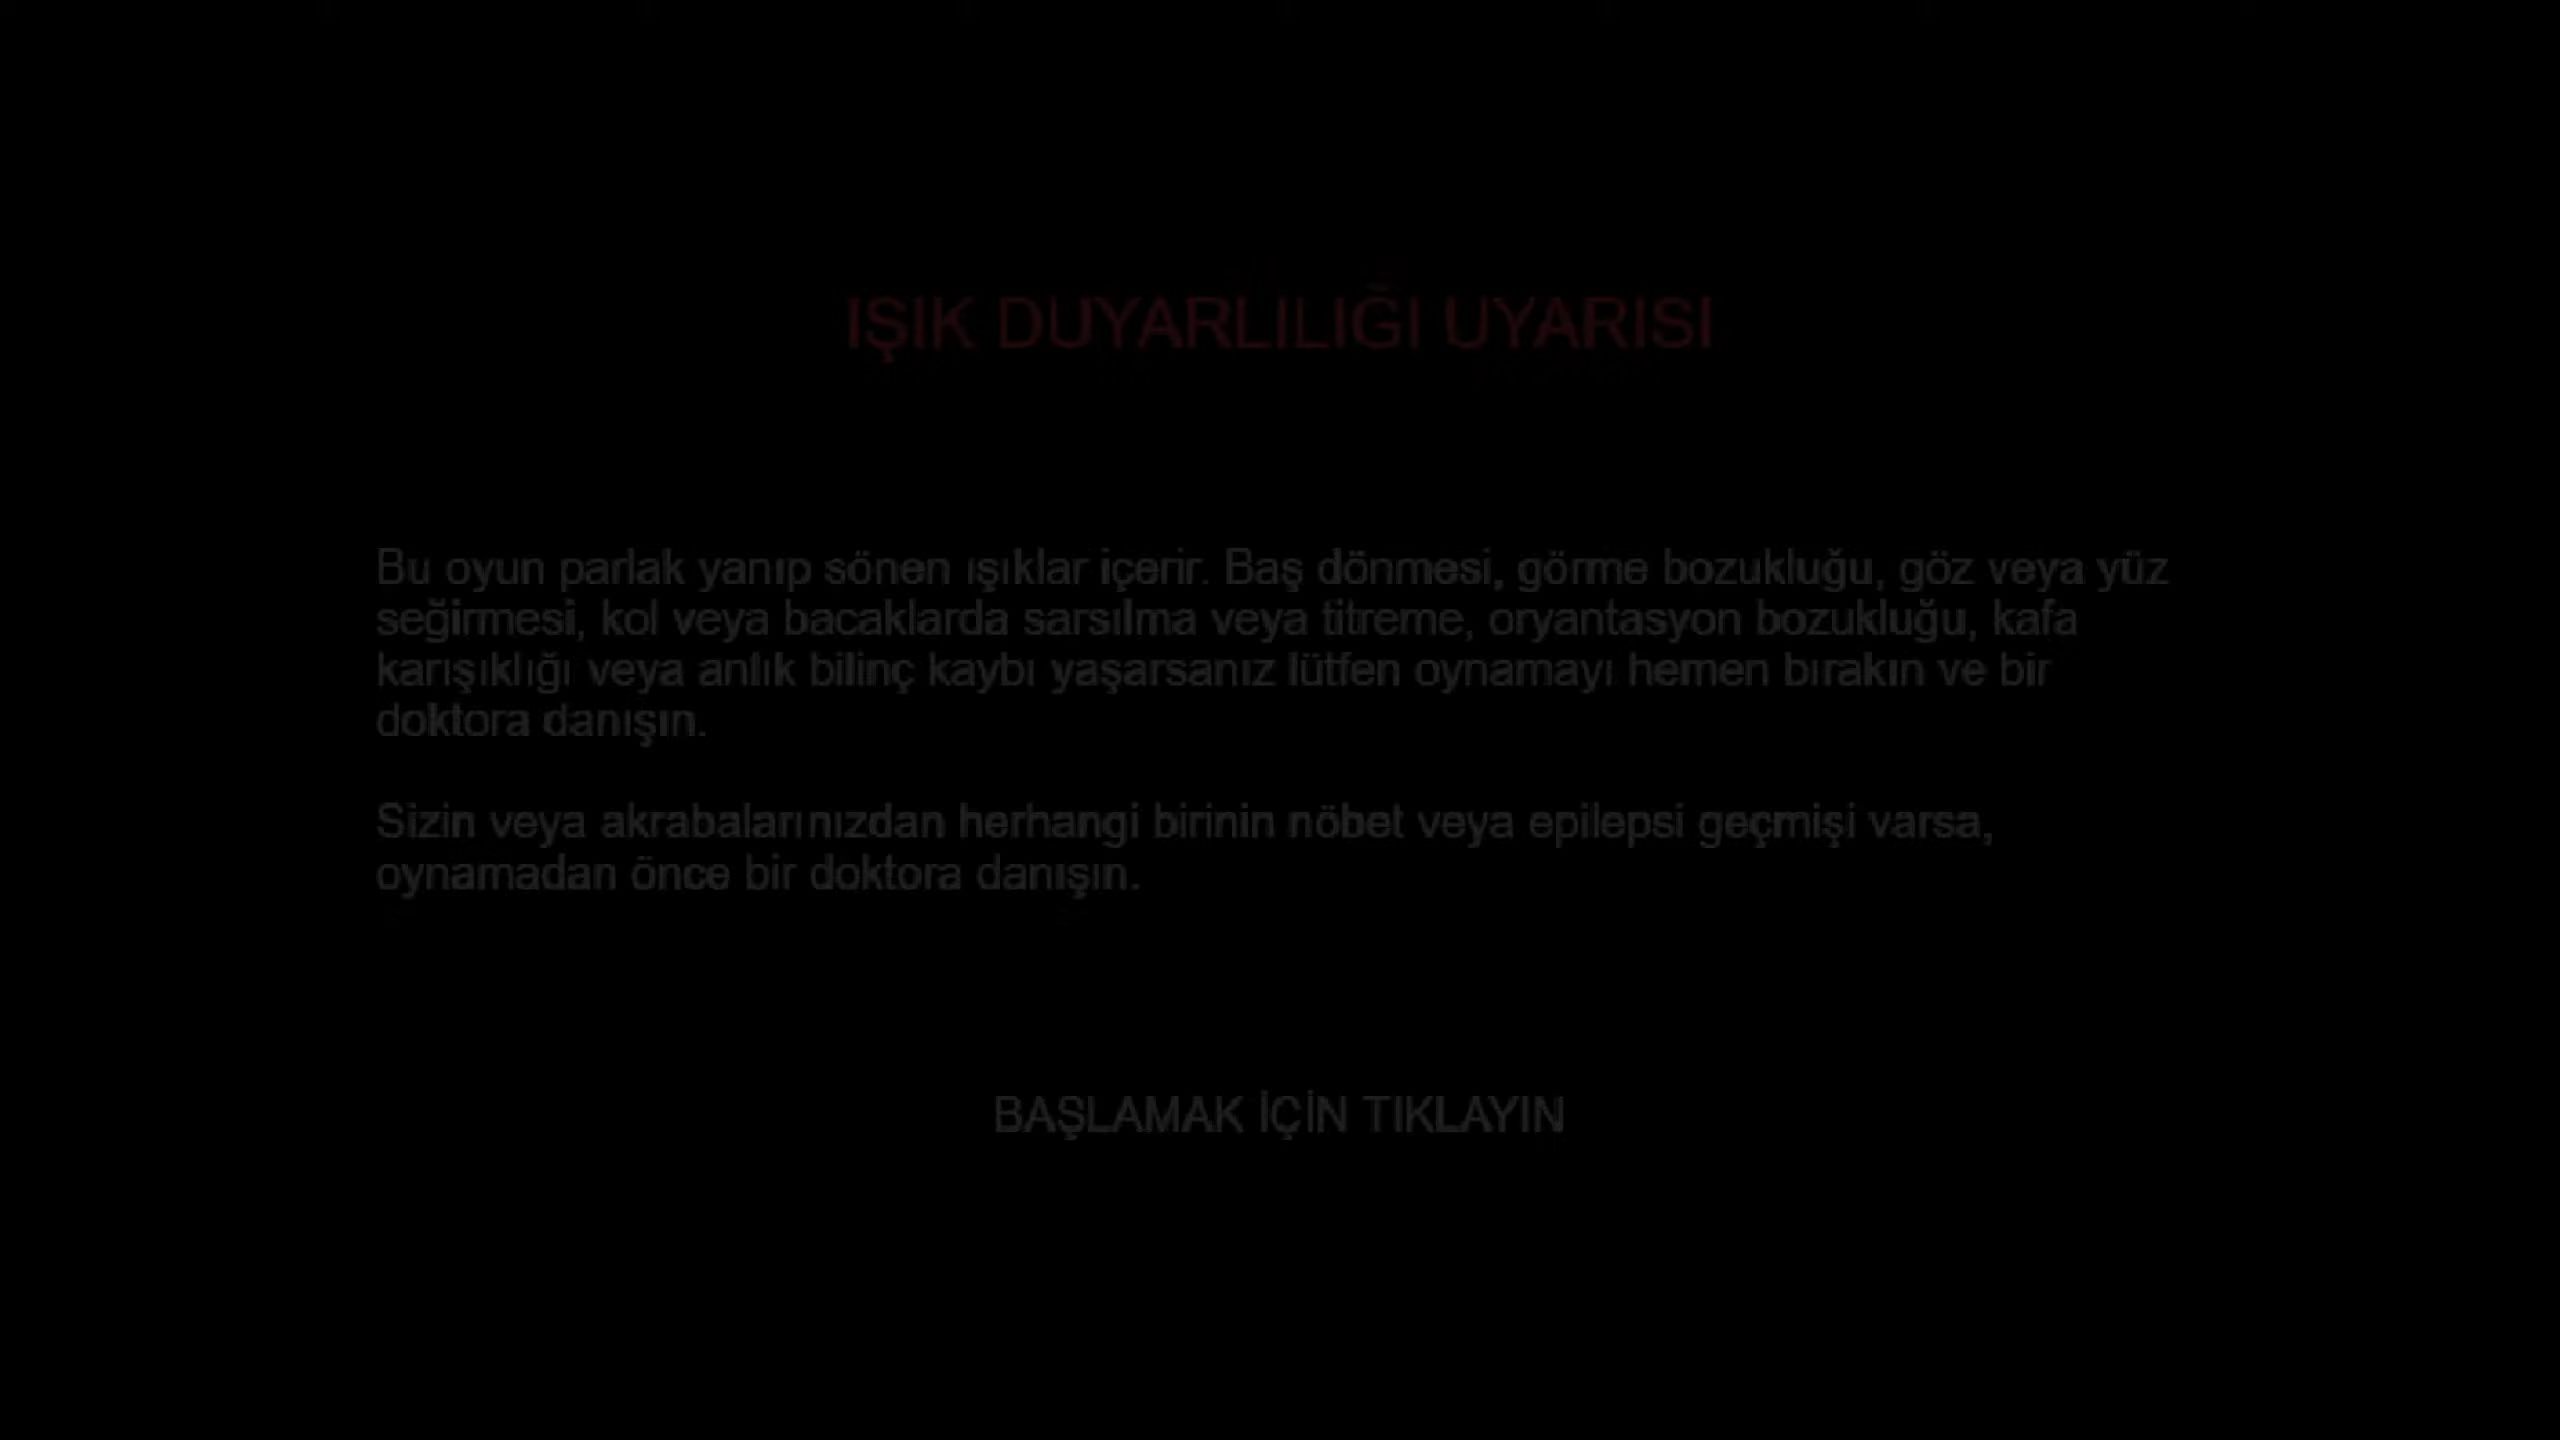 IŞIK DUYARLILIĞI UYARISI
Bu oyun parlak yanıp sönen ışıklar içerir. Baş dönmesi, görme bozukluğu, göz veya yüz
seğirmesi, kol veya bacaklarda sarsılma veya titreme, oryantasyon bozukluğu, kafa
karışıklığı veya anlık bilinç kaybı yaşarsanız lütfen oynamayı hemen bırakın ve bir
doktora danışın.
Sizin veya akrabalarınızdan herhangi birinin nöbet veya epilepsi geçmişi varsa,
oynamadan önce bir doktora danışın.
BAŞLAMAK İÇİN TIKLAYIN